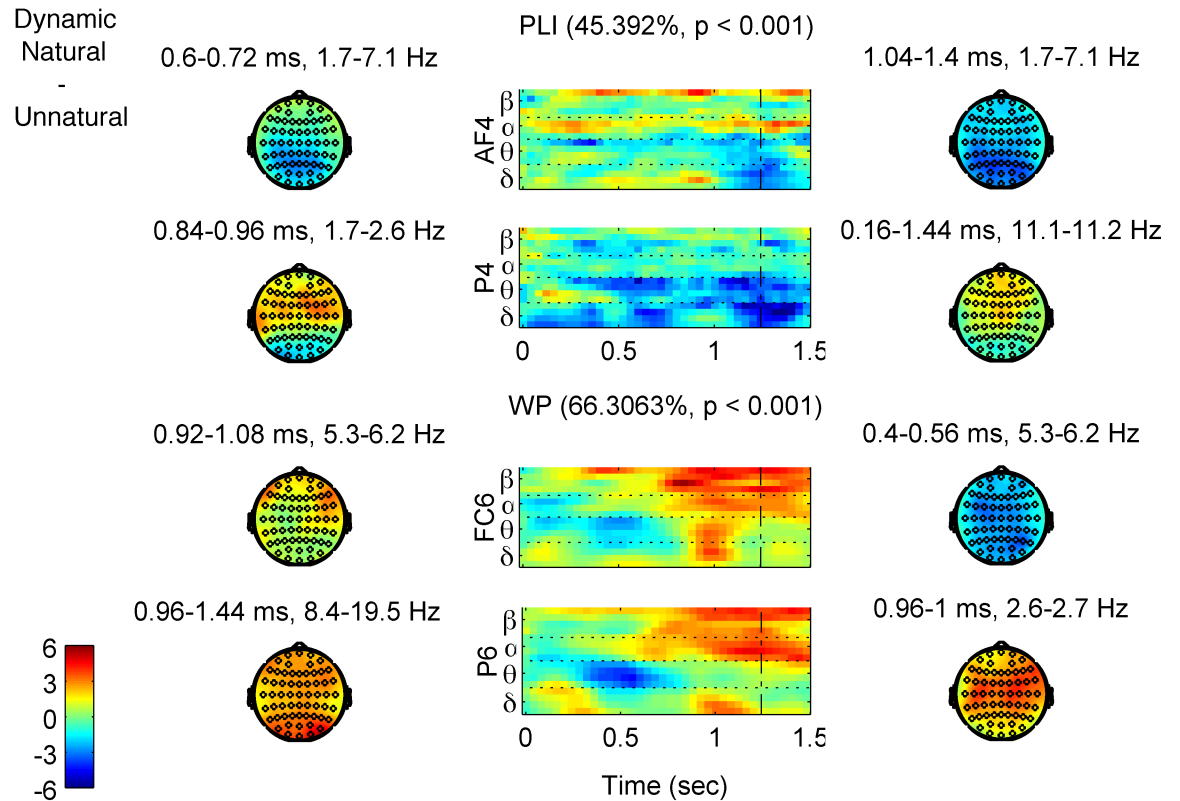 Dynamic
Natural
-
Unnatural
PLI (45.392%, p < 0.001)
0.6-0.72 ms, 1.7-7.1 Hz
1.04-1.4 ms, 1.7-7.1 Hz
AF4
β
α
θ
δ
0.84-0.96 ms, 1.7-2.6 Hz
0.16-1.44 ms, 11.1-11.2 Hz
P4
β
α
θ
δ
0 0.5 1 1.5
WP (66.3063%, p < 0.001)
0.92-1.08 ms, 5.3-6.2 Hz
0.4-0.56 ms, 5.3-6.2 Hz
FC6
β
α
θ
δ
0.96-1.44 ms, 8.4-19.5 Hz
0.96-1 ms, 2.6-2.7 Hz
P6
β
α
θ
δ
0 0.5 1 1.5
Time (sec)
6
3
0
-3
-6